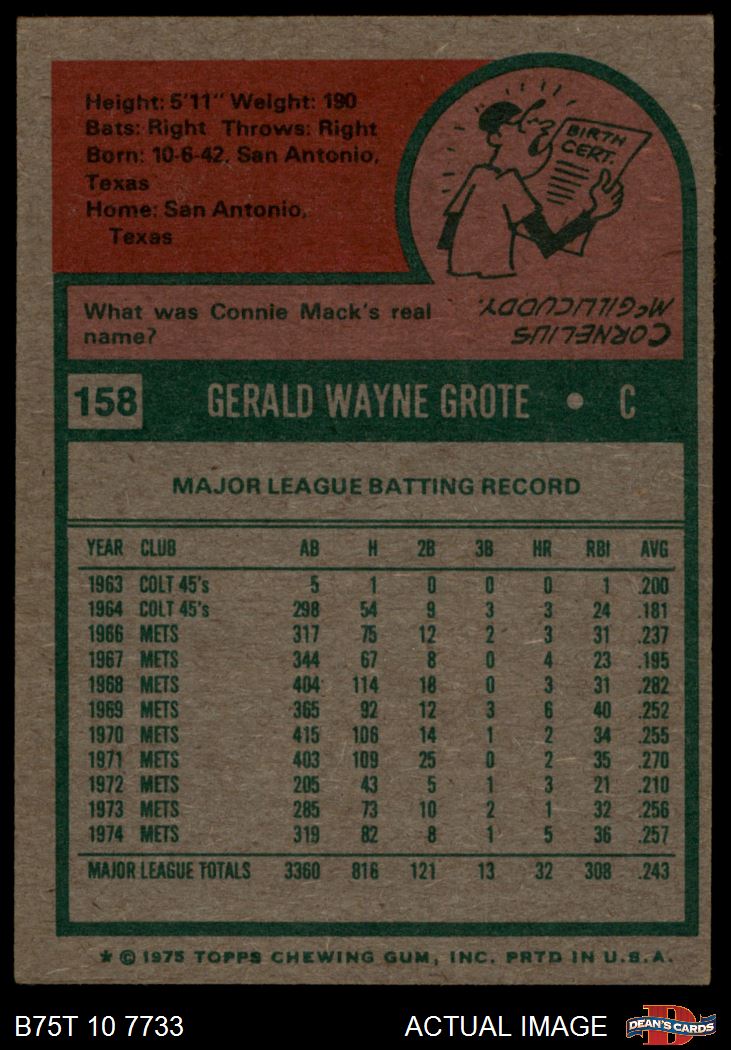 Height: 5'11" Weight: 190
Bats: Right Throws: Right
Born: 10-6-42, San Antonio,
Texas
Home: San Antonio,
Texas
BIRTH
CERT.
What was Connie Mack's real
name?
CORNELIUS
McGILLICUDDY.
158 GERALD WAYNE GROTE • C
MAJOR LEAGUE BATTING RECORD
YEAR CLUB AB H 2B 3B HR RBI AVG
1963 COLT 45's 5 1 0 0 0 1 .200
1964 COLT 45's 298 54 9 3 3 24 .181
1966 METS 317 75 12 2 3 31 .237
1967 METS 344 67 8 0 4 23 .195
1968 METS 404 114 18 0 3 31 .282
1969 METS 365 92 12 3 6 40 .252
1970 METS 415 106 14 1 2 34 .255
1971 METS 403 109 25 0 2 35 .270
1972 METS 205 43 5 1 3 21 .210
1973 METS 285 73 10 2 1 32 .256
1974 METS 319 82 8 1 5 36 .257
MAJOR LEAGUE TOTALS 3360 816 121 13 32 308 .243
* © 1975 TOPPS CHEWING GUM, INC. PRTD IN U.S.A.
B75T 10 7733 ACTUAL IMAGE DEAN'S CARDS